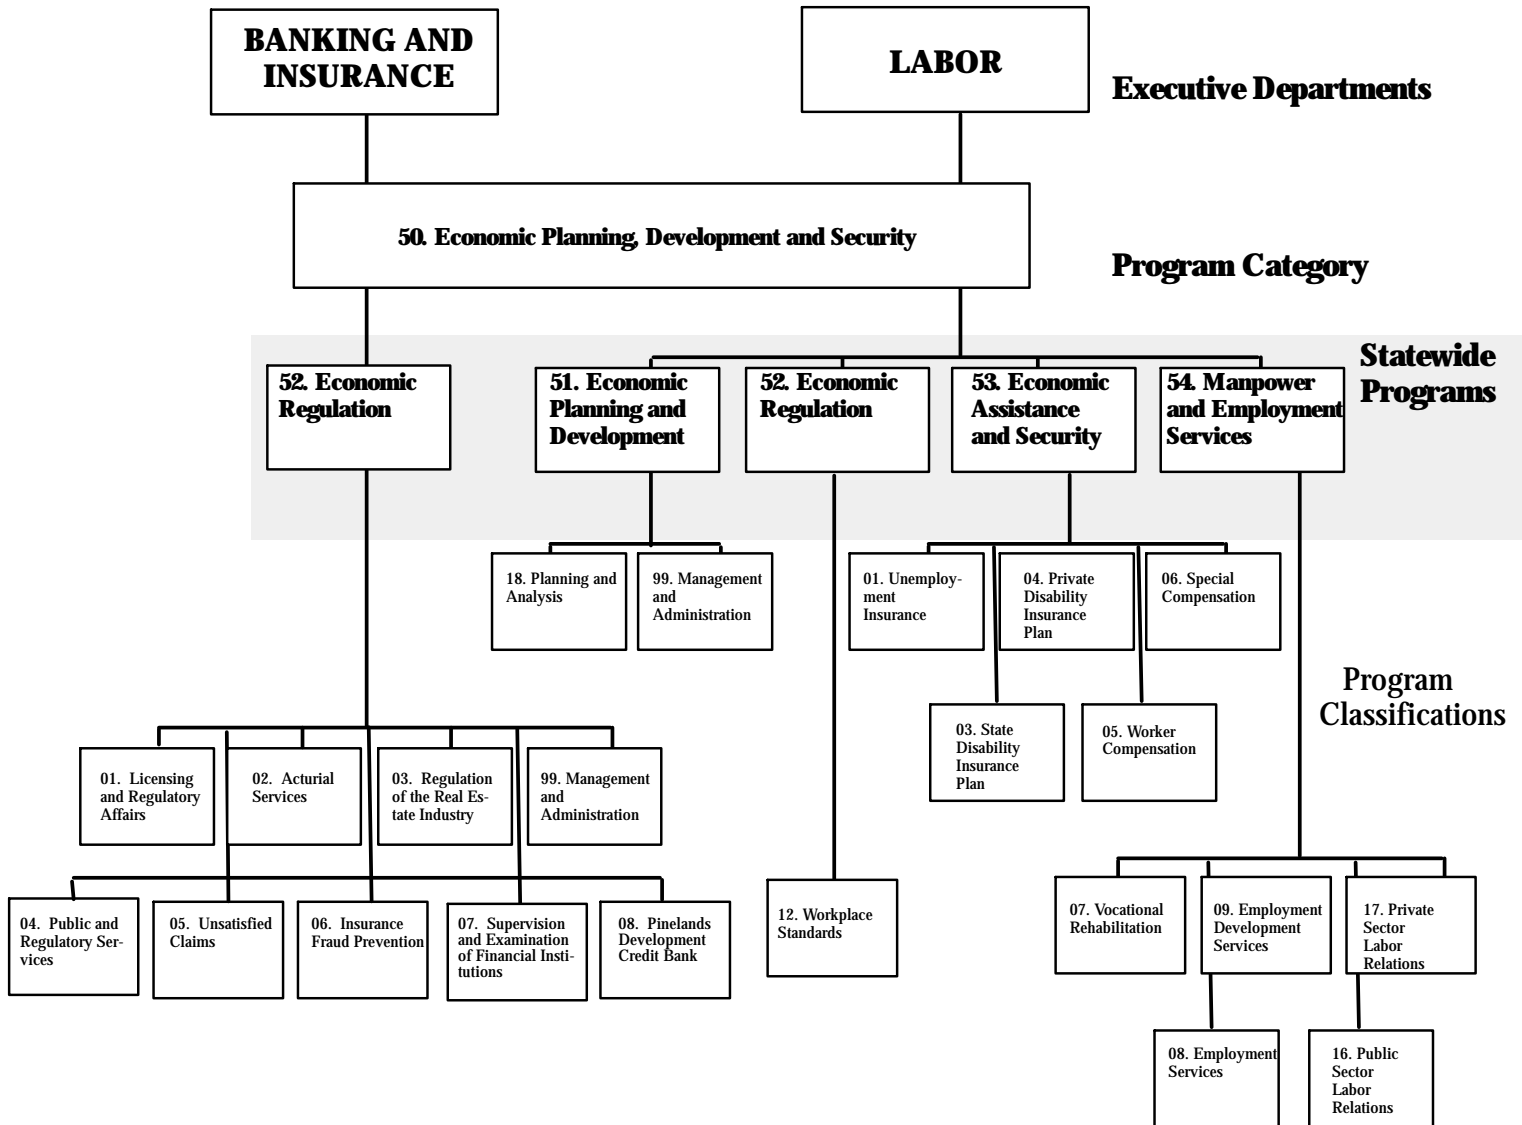 BANKING AND
INSURANCE
LABOR
Executive Departments
50. Economic Planning, Development and Security
Program Category
Statewide
Programs
52. Economic
Regulation
51. Economic
Planning and
Development
52. Economic
Regulation
53. Economic
Assistance
and Security
54. Manpower
and Employment
Services
18. Planning and
Analysis
99. Management
and
Administration
01. Unemploy-
ment
Insurance
04. Private
Disability
Insurance
Plan
06. Special
Compensation
Program
Classifications
03. State
Disability
Insurance
Plan
05. Worker
Compensation
01. Licensing
and Regulatory
Affairs
02. Acturial
Services
03. Regulation
of the Real Es-
tate Industry
99. Management
and
Administration
04. Public and
Regulatory Ser-
vices
05. Unsatisfied
Claims
06. Insurance
Fraud Prevention
07. Supervision
and Examination
of Financial Insti-
tutions
08. Pinelands
Development
Credit Bank
12. Workplace
Standards
07. Vocational
Rehabilitation
09. Employment
Development
Services
17. Private
Sector
Labor
Relations
08. Employment
Services
16. Public
Sector
Labor
Relations